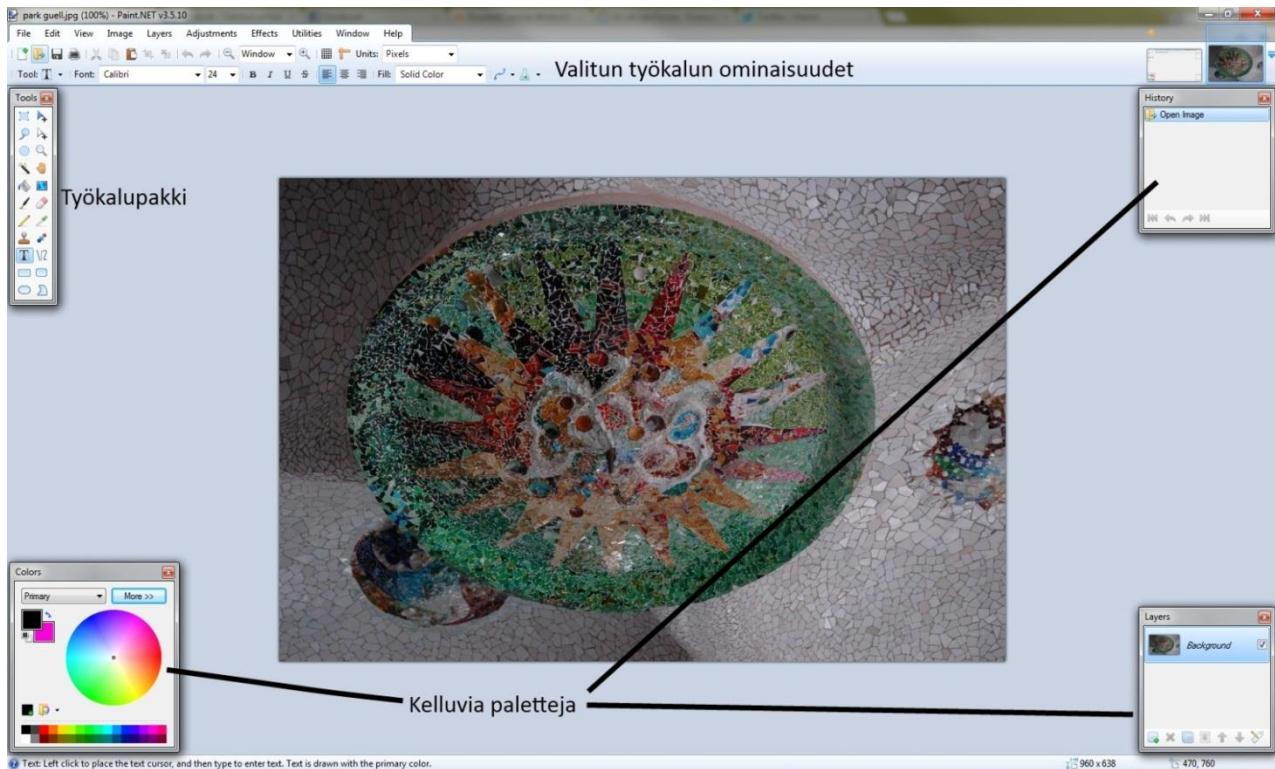 park guell.jpg (100%) - Paint.NET v3.5.10
File Edit View Image Layers Adjustments Effects Utilities Window Help
Window Units: Pixels
Tool: T Font: Calibri 24 B I U S Fill: Solid Color Valitun työkalun ominaisuudet
Tools
Työkalupakki
History
Open Image
Colors
Primary More >>
Kelluvia paletteja
Layers
Background
Text: Left click to place the text cursor, and then type to enter text. Text is drawn with the primary color. 960 x 638 470, 760